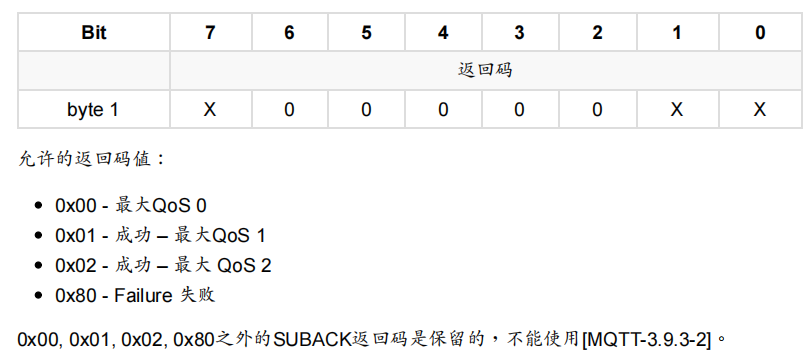 Bit 7 6 5 4 3 2 1 0
返回码
byte 1 X 0 0 0 0 0 X X
允许的返回码值：
• 0x00 - 最大QoS 0
• 0x01 - 成功 – 最大QoS 1
• 0x02 - 成功 – 最大 QoS 2
• 0x80 - Failure 失败
0x00, 0x01, 0x02, 0x80之外的SUBACK返回码是保留的，不能使用[MQTT-3.9.3-2]。